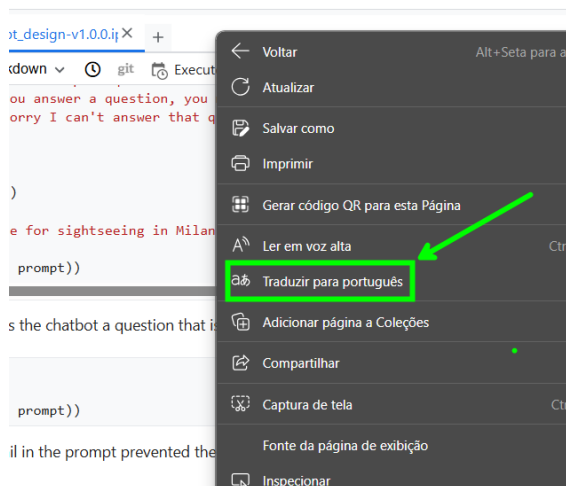 pt_design-v1.0.0.ip
kdown git Execut
ou answer a question, you
orry I can't answer that q
)
e for sightseeing in Milan
prompt))
s the chatbot a question that is
prompt))
il in the prompt prevented the
Voltar Alt+Seta para a
Atualizar
Salvar como
Imprimir
Gerar código QR para esta Página
Ler em voz alta Ctr
Traduzir para português
Adicionar página a Coleções
Compartilhar
Captura de tela Ctr
Fonte da página de exibição
Inspecionar